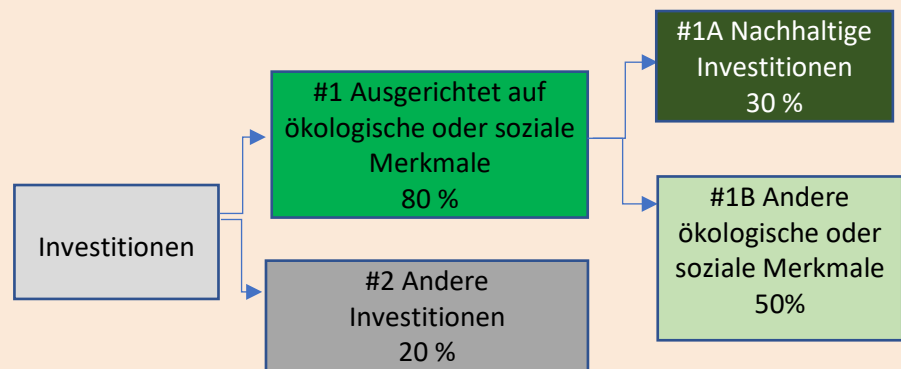 Investitionen
#1 Ausgerichtet auf
ökologische oder soziale
Merkmale
80 %
#2 Andere
Investitionen
20 %
#1A Nachhaltige
Investitionen
30 %
#1B Andere
ökologische oder
soziale Merkmale
50%